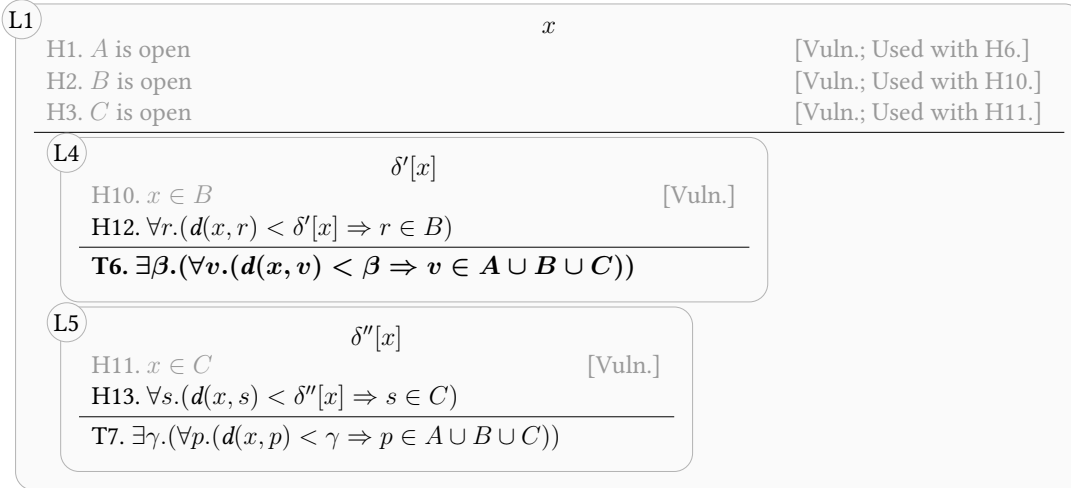 L1
x
H1. A is open [Vuln.; Used with H6.]
H2. B is open [Vuln.; Used with H10.]
H3. C is open [Vuln.; Used with H11.]
L4
δ′[x]
H10. x ∈ B [Vuln.]
H12. ∀r.(d(x, r) < δ′[x] ⇒ r ∈ B)
T6. ∃β.(∀v.(d(x, v) < β ⇒ v ∈ A ∪ B ∪ C))
L5
δ″[x]
H11. x ∈ C [Vuln.]
H13. ∀s.(d(x, s) < δ″[x] ⇒ s ∈ C)
T7. ∃γ.(∀p.(d(x, p) < γ ⇒ p ∈ A ∪ B ∪ C))